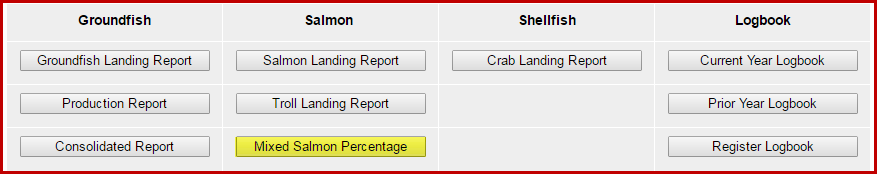 Groundfish Salmon Shellfish Logbook
Groundfish Landing Report Salmon Landing Report Crab Landing Report Current Year Logbook
Production Report Troll Landing Report Prior Year Logbook
Consolidated Report Mixed Salmon Percentage Register Logbook